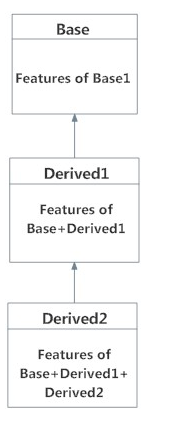 Base
Features of Base1
Derived1
Features of
Base+Derived1
Derived2
Features of
Base+Derived1+
Derived2